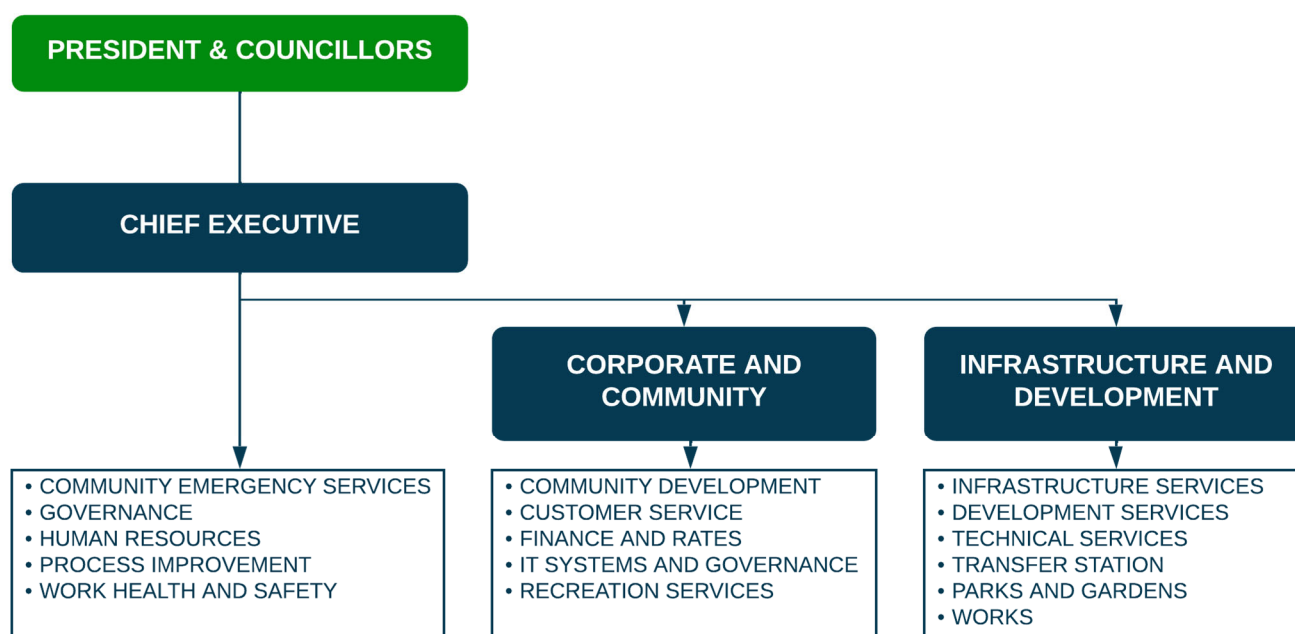 PRESIDENT & COUNCILLORS
CHIEF EXECUTIVE
CORPORATE AND
COMMUNITY
INFRASTRUCTURE AND
DEVELOPMENT
• COMMUNITY EMERGENCY SERVICES
• GOVERNANCE
• HUMAN RESOURCES
• PROCESS IMPROVEMENT
• WORK HEALTH AND SAFETY
• COMMUNITY DEVELOPMENT
• CUSTOMER SERVICE
• FINANCE AND RATES
• IT SYSTEMS AND GOVERNANCE
• RECREATION SERVICES
• INFRASTRUCTURE SERVICES
• DEVELOPMENT SERVICES
• TECHNICAL SERVICES
• TRANSFER STATION
• PARKS AND GARDENS
• WORKS